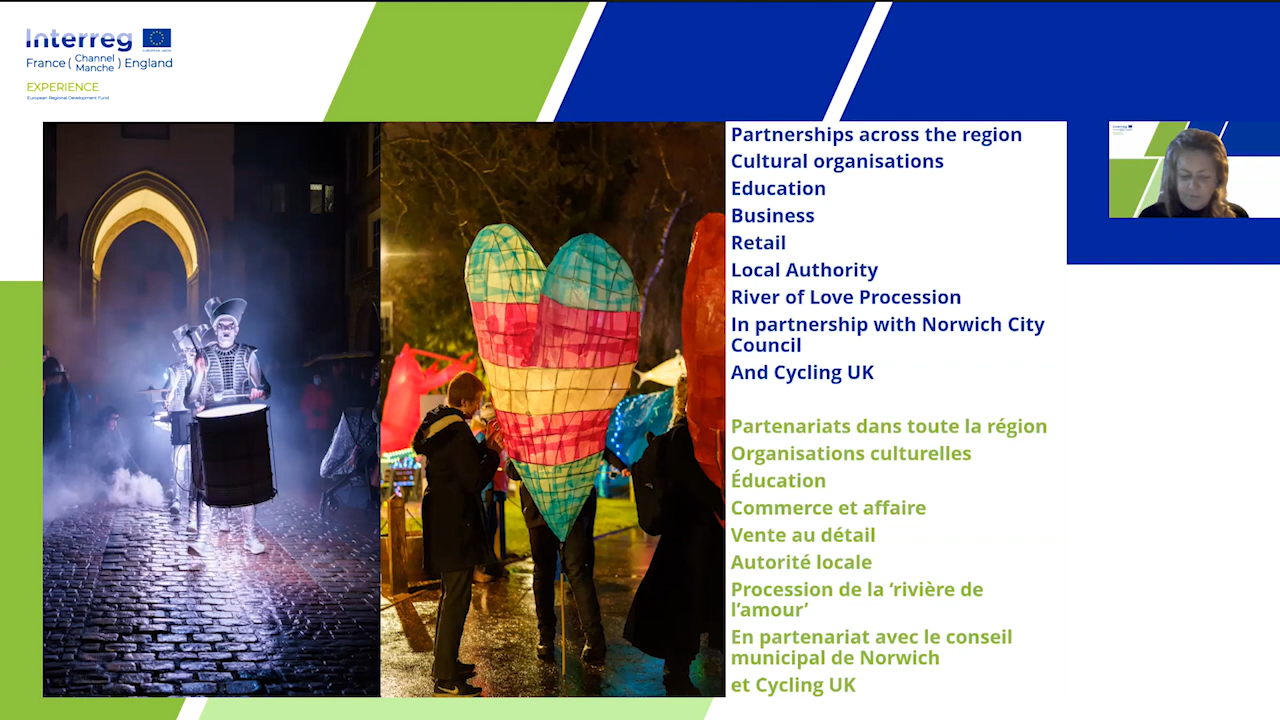 Interreg
EUROPEAN UNION
France ( Channel Manche ) England
EXPERIENCE
European Regional Development Fund
Partnerships across the region
Cultural organisations
Education
Business
Retail
Local Authority
River of Love Procession
In partnership with Norwich City
Council
And Cycling UK
Partenariats dans toute la région
Organisations culturelles
Éducation
Commerce et affaire
Vente au détail
Autorité locale
Procession de la ‘rivière de
l’amour’
En partenariat avec le conseil
municipal de Norwich
et Cycling UK